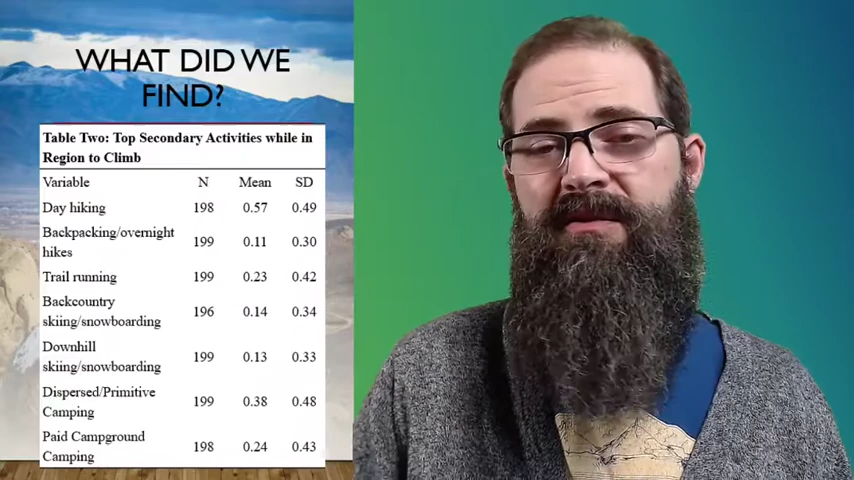 WHAT DID WE
FIND?
Table Two: Top Secondary Activities while in
Region to Climb
Variable N Mean SD
Day hiking 198 0.57 0.49
Backpacking/overnight
hikes 199 0.11 0.30
Trail running 199 0.23 0.42
Backcountry
skiing/snowboarding 196 0.14 0.34
Downhill
skiing/snowboarding 199 0.13 0.33
Dispersed/Primitive
Camping 199 0.38 0.48
Paid Campground
Camping 198 0.24 0.43